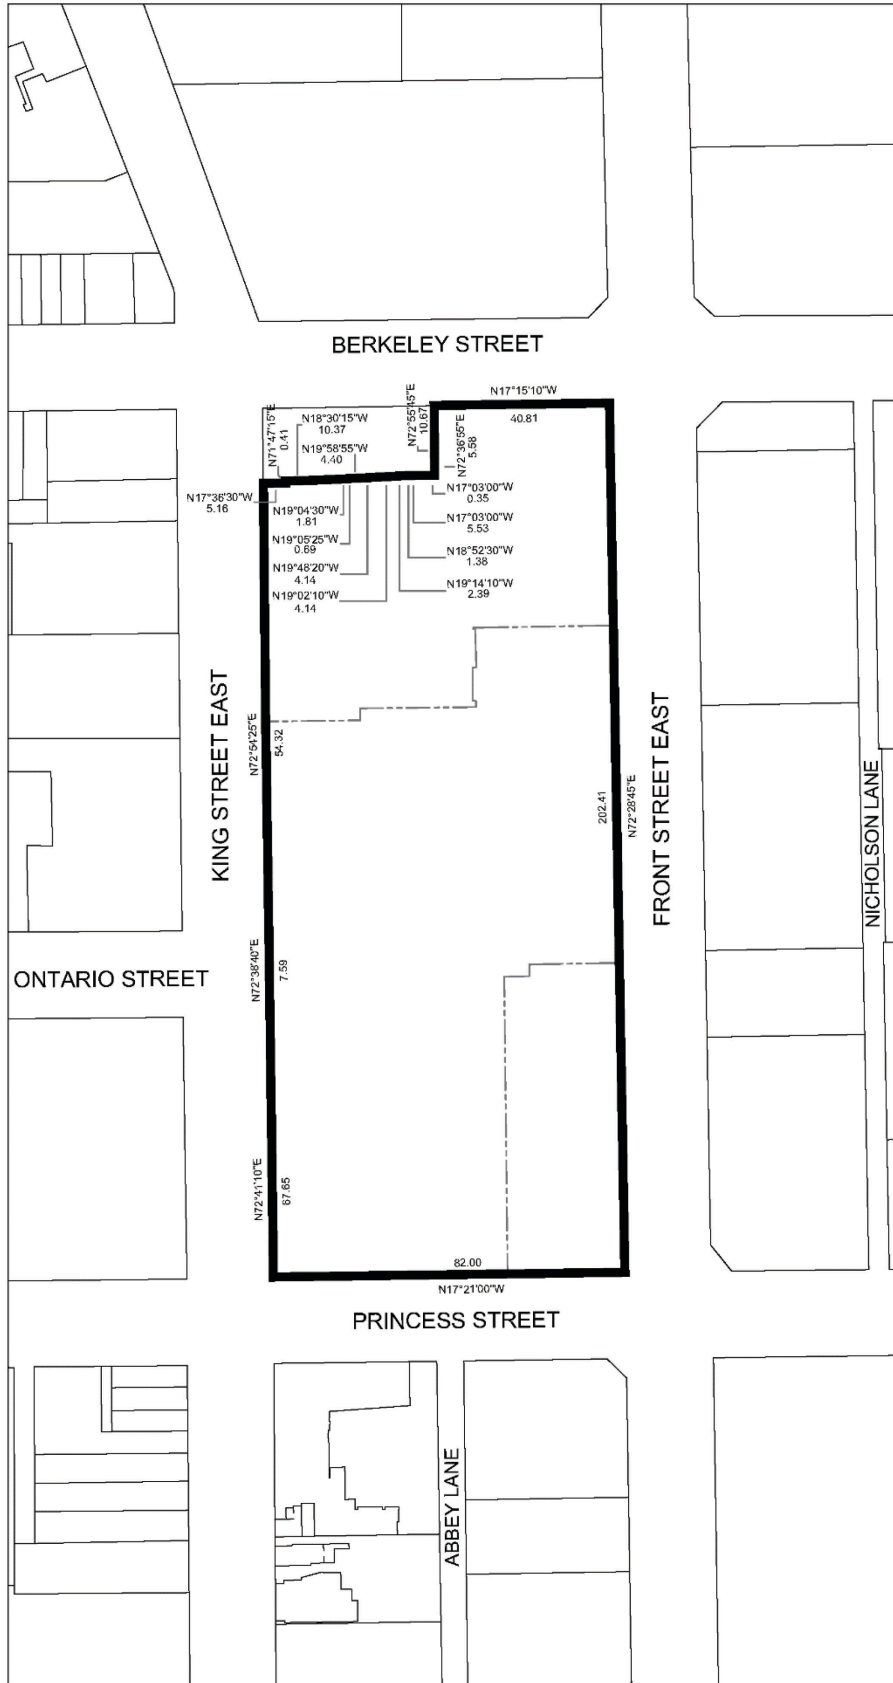 BERKELEY STREET
N17°15'10"W
40.81
N71°47'15"E
0.41
N18°30'15"W
10.37
N19°58'55"W
4.40
N72°55'45"E
10.67
N72°36'55"E
5.58
N17°36'30"W
5.16
N19°04'30"W
1.81
N19°05'25"W
0.69
N19°48'20"W
4.14
N19°02'10"W
4.14
N17°03'00"W
0.35
N17°03'00"W
5.53
N18°52'30"W
1.38
N19°14'10"W
2.39
KING STREET EAST
N72°54'25"E
54.32
FRONT STREET EAST
202.41
N72°28'45"E
NICHOLSON LANE
ONTARIO STREET
N72°38'40"E
7.59
N72°41'10"E
67.65
82.00
N17°21'00"W
PRINCESS STREET
ABBEY LANE